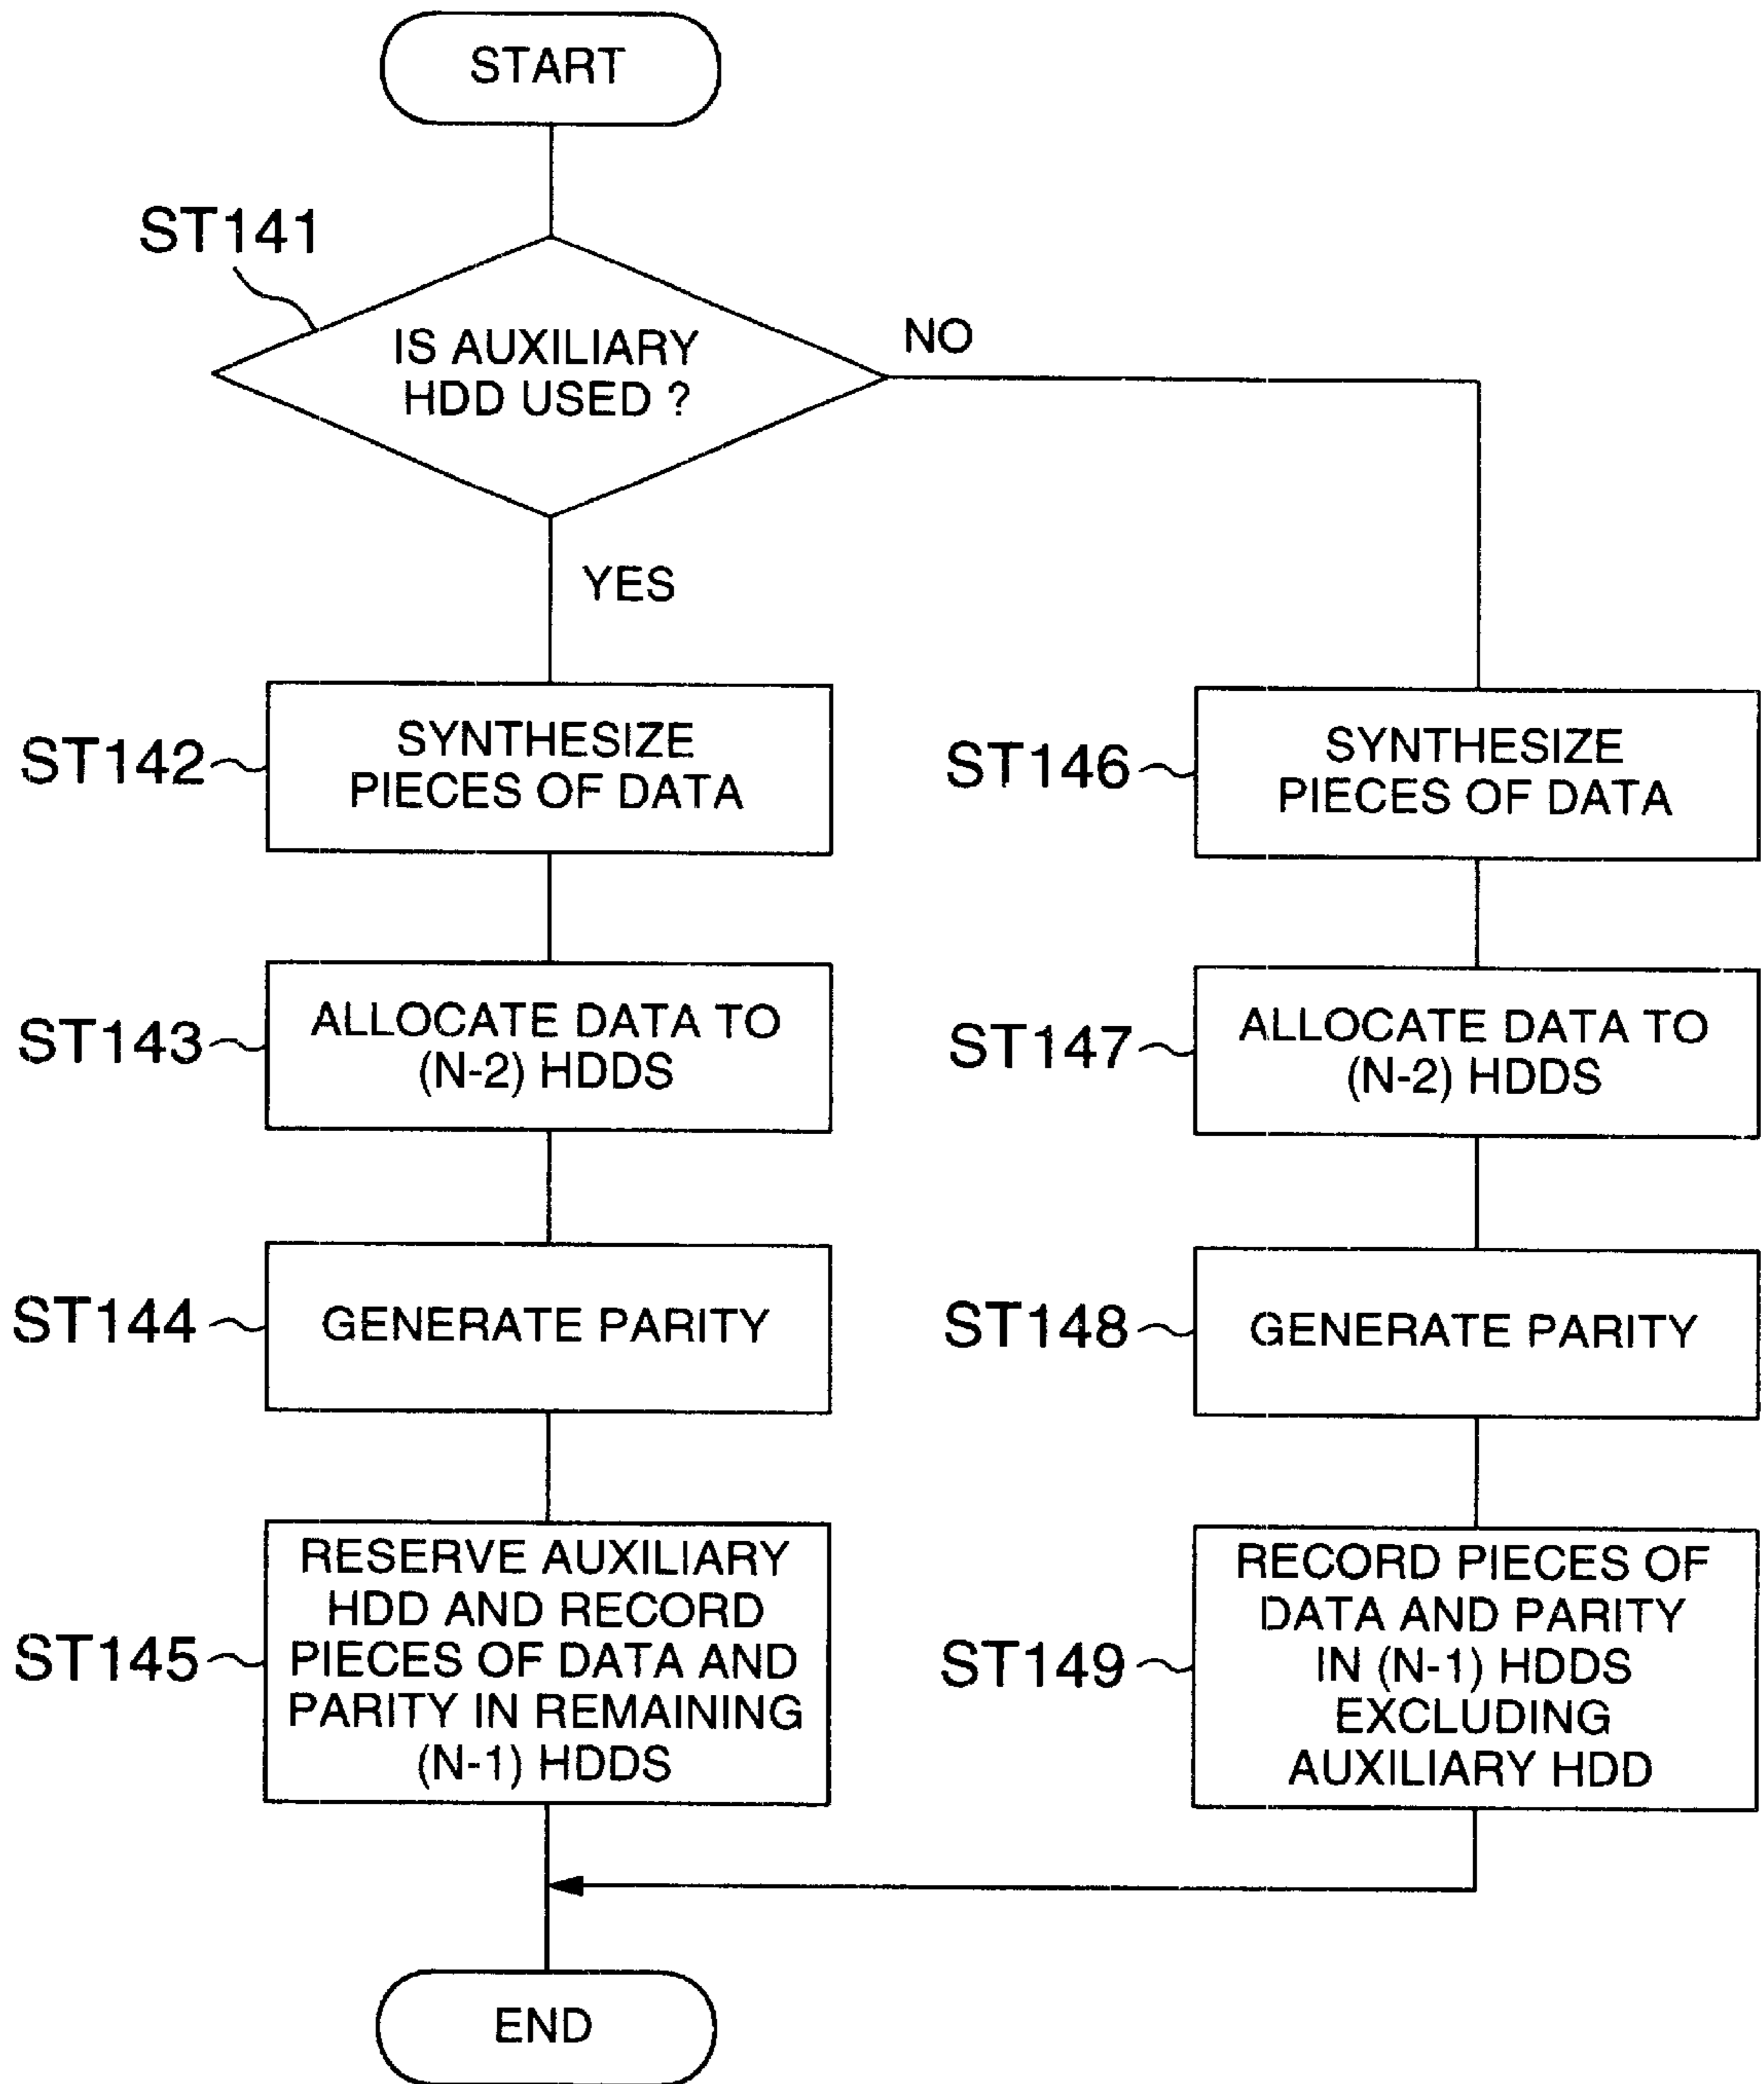 START
ST141
IS AUXILIARY
HDD USED ?
NO
YES
ST142
SYNTHESIZE
PIECES OF DATA
ST143
ALLOCATE DATA TO
(N-2) HDDS
ST144
GENERATE PARITY
ST145
RESERVE AUXILIARY
HDD AND RECORD
PIECES OF DATA AND
PARITY IN REMAINING
(N-1) HDDS
ST146
SYNTHESIZE
PIECES OF DATA
ST147
ALLOCATE DATA TO
(N-2) HDDS
ST148
GENERATE PARITY
ST149
RECORD PIECES OF
DATA AND PARITY
IN (N-1) HDDS
EXCLUDING
AUXILIARY HDD
END